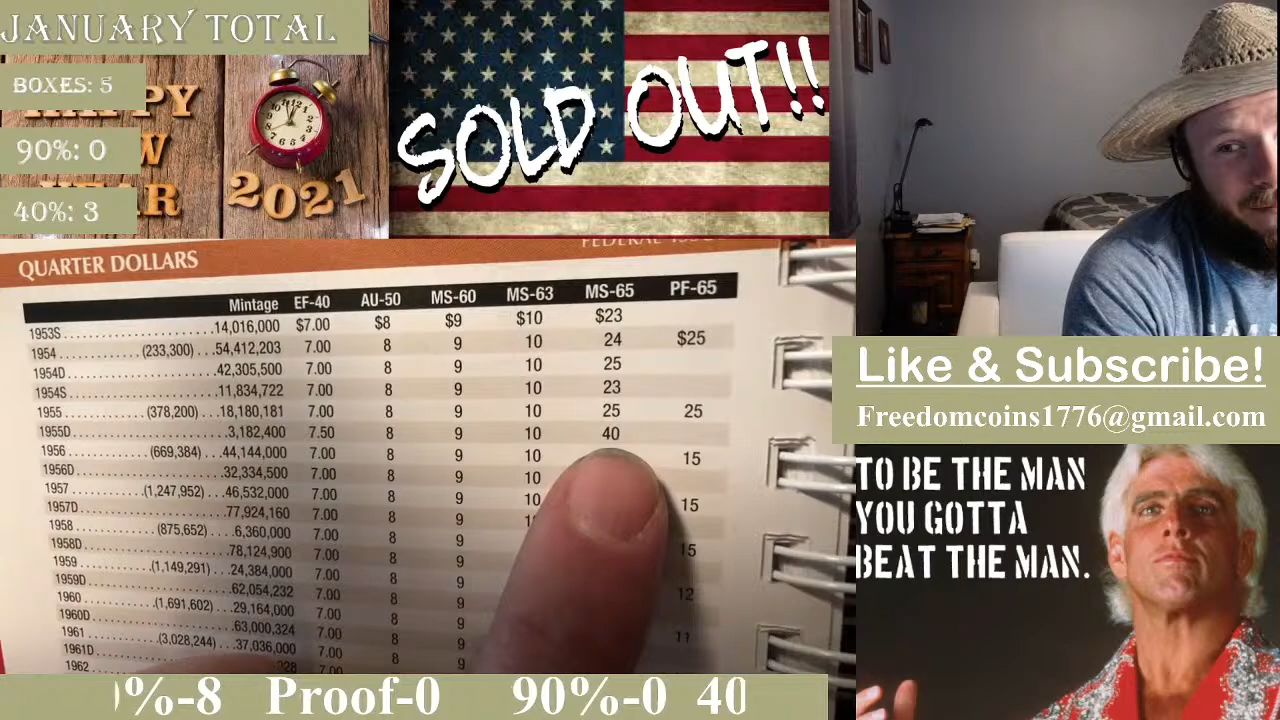 JANUARY TOTAL
BOXES: 5
90%: 0
40%: 3
2021
SOLD OUT!!
QUARTER DOLLARS
Mintage EF-40 AU-50 MS-60 MS-63 MS-65 PF-65
1953S 14,016,000 $7.00 $8 $9 $10 $23
1954 (233,300) 54,412,203 7.00 8 9 10 24 $25
1954D 42,305,500 7.00 8 9 10 25
1954S 11,834,722 7.00 8 9 10 23
1955 (378,200) 18,180,181 7.00 8 9 10 25 25
1955D 3,182,400 7.50 8 9 10 40
1956 (669,384) 44,144,000 7.00 8 9 10 15
1956D 32,334,500 7.00 8 9 10
1957 (1,247,952) 46,532,000 7.00 8 9 10 15
1957D 77,924,160 7.00 8 9
1958 (875,652) 6,360,000 7.00 8 9 15
1958D 78,124,900 7.00 8 9
1959 (1,149,291) 24,384,000 7.00 8 9 12
1959D 62,054,232 7.00 8 9
1960 (1,691,602) 29,164,000 7.00 8 9 11
1960D 63,000,324 7.00 8 9
1961 (3,028,244) 37,036,000 7.00 8 9
1961D
1962
%-8 Proof-0 90%-0 40
Like & Subscribe!
Freedomcoins1776@gmail.com
TO BE THE MAN
YOU GOTTA
BEAT THE MAN.